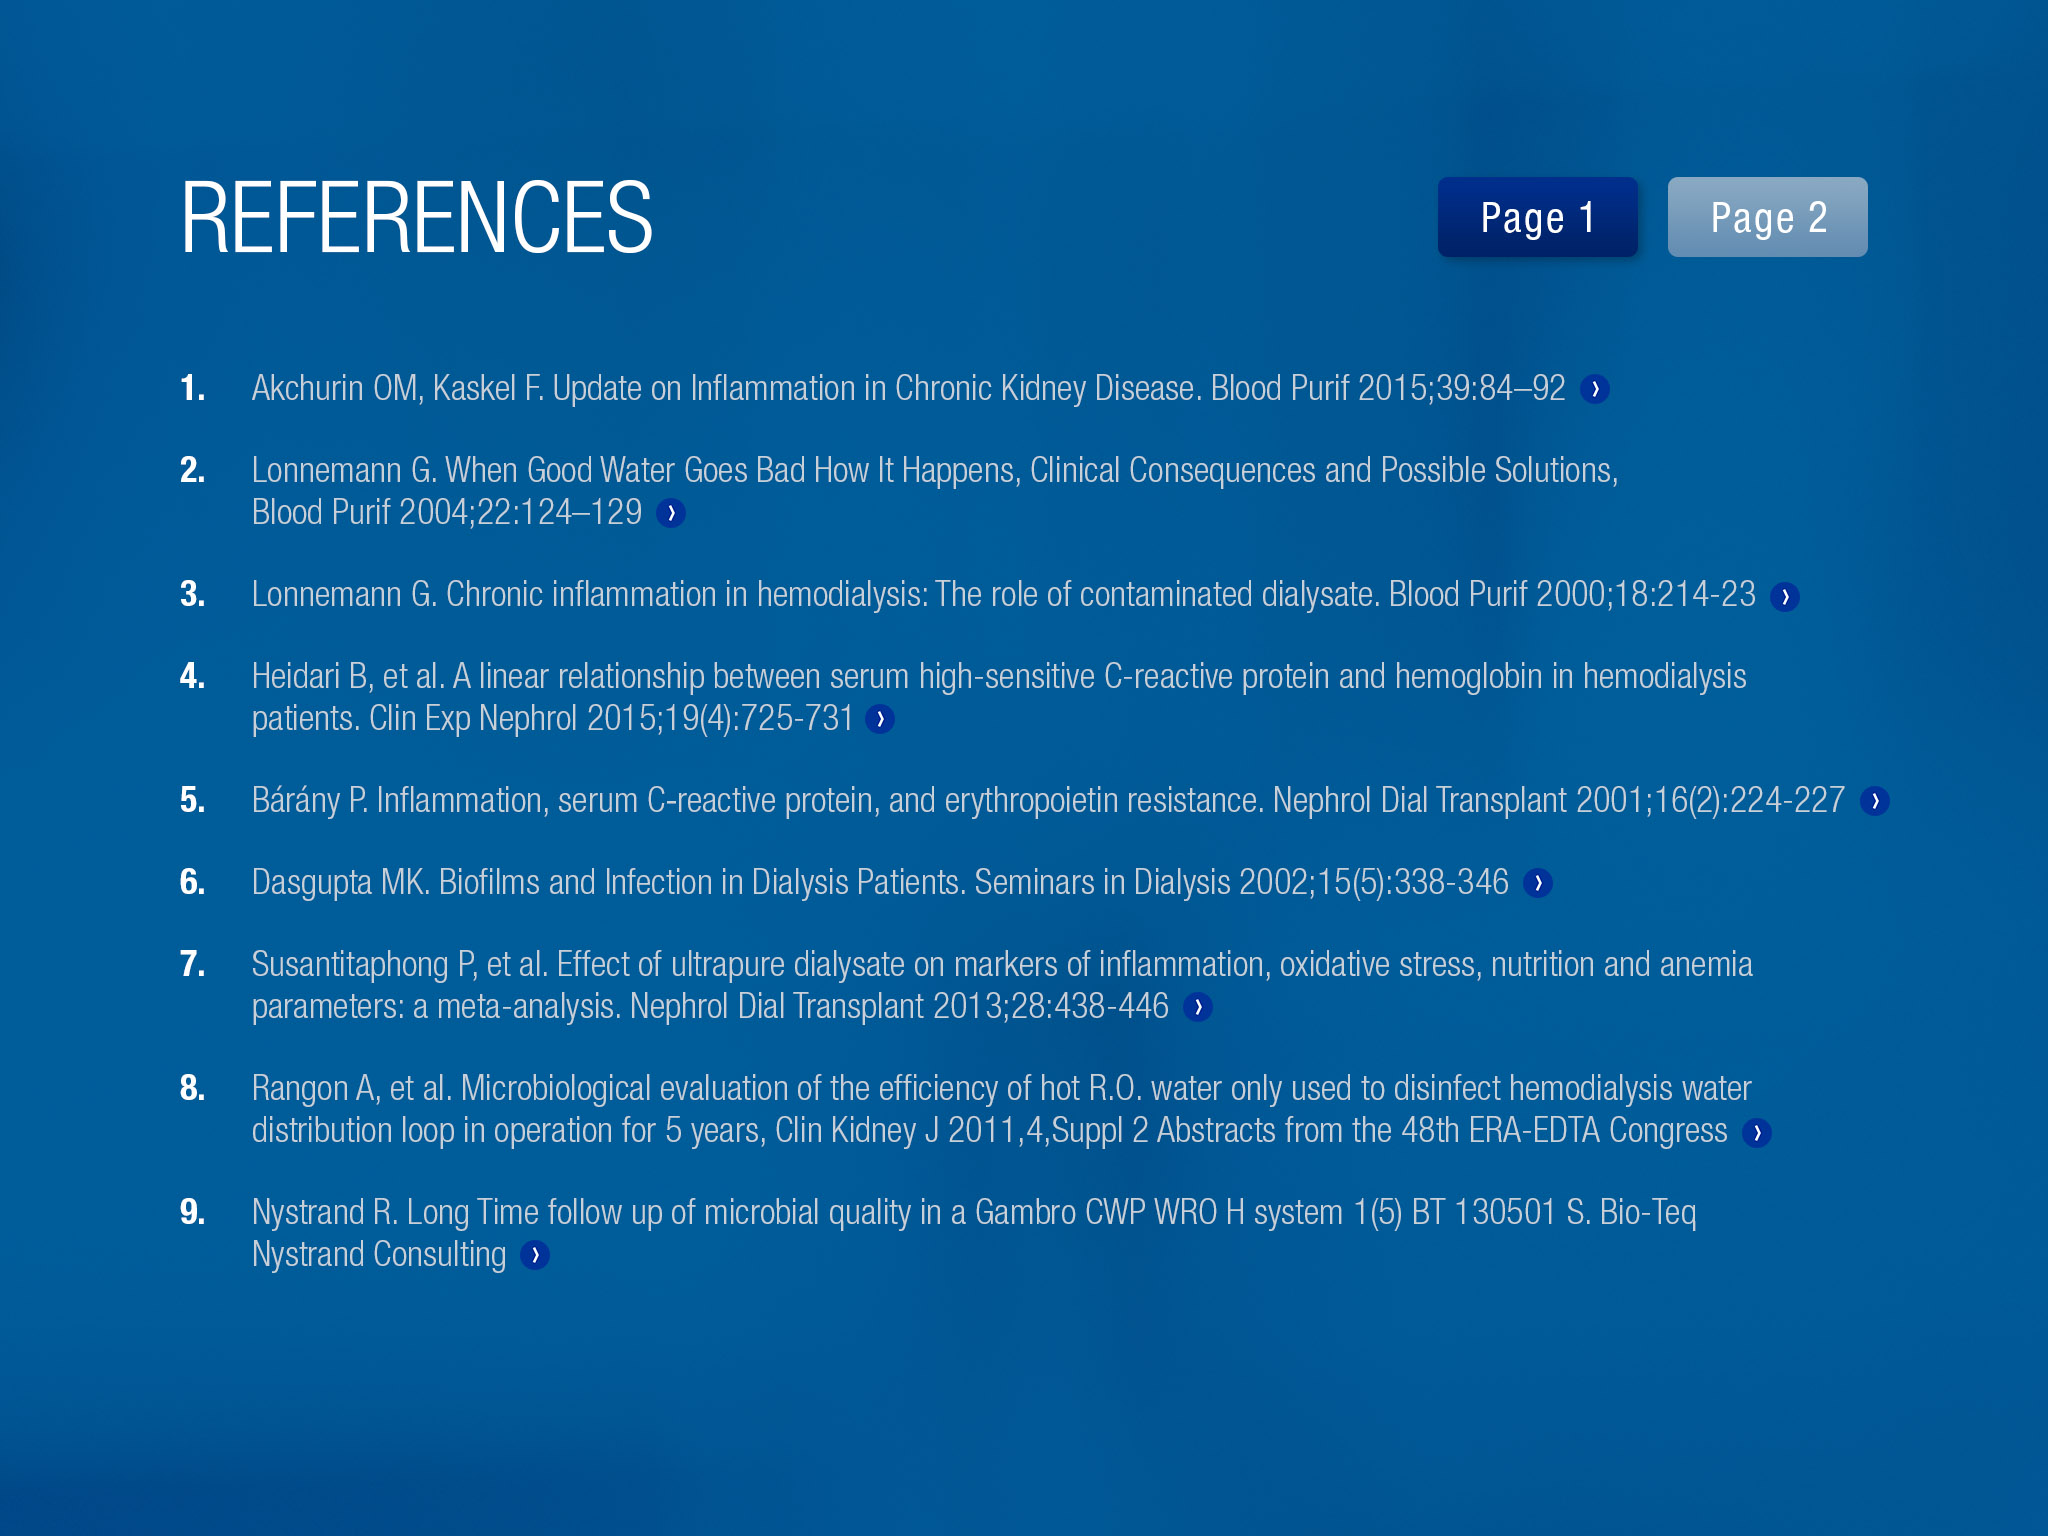 REFERENCES
Page 1
Page 2
1. Akchurin OM, Kaskel F. Update on Inflammation in Chronic Kidney Disease. Blood Purif 2015;39:84–92
2. Lonnemann G. When Good Water Goes Bad How It Happens, Clinical Consequences and Possible Solutions,
Blood Purif 2004;22:124–129
3. Lonnemann G. Chronic inflammation in hemodialysis: The role of contaminated dialysate. Blood Purif 2000;18:214-23
4. Heidari B, et al. A linear relationship between serum high-sensitive C-reactive protein and hemoglobin in hemodialysis
patients. Clin Exp Nephrol 2015;19(4):725-731
5. Bárány P. Inflammation, serum C-reactive protein, and erythropoietin resistance. Nephrol Dial Transplant 2001;16(2):224-227
6. Dasgupta MK. Biofilms and Infection in Dialysis Patients. Seminars in Dialysis 2002;15(5):338-346
7. Susantitaphong P, et al. Effect of ultrapure dialysate on markers of inflammation, oxidative stress, nutrition and anemia
parameters: a meta-analysis. Nephrol Dial Transplant 2013;28:438-446
8. Rangon A, et al. Microbiological evaluation of the efficiency of hot R.O. water only used to disinfect hemodialysis water
distribution loop in operation for 5 years, Clin Kidney J 2011,4,Suppl 2 Abstracts from the 48th ERA-EDTA Congress
9. Nystrand R. Long Time follow up of microbial quality in a Gambro CWP WRO H system 1(5) BT 130501 S. Bio-Teq
Nystrand Consulting